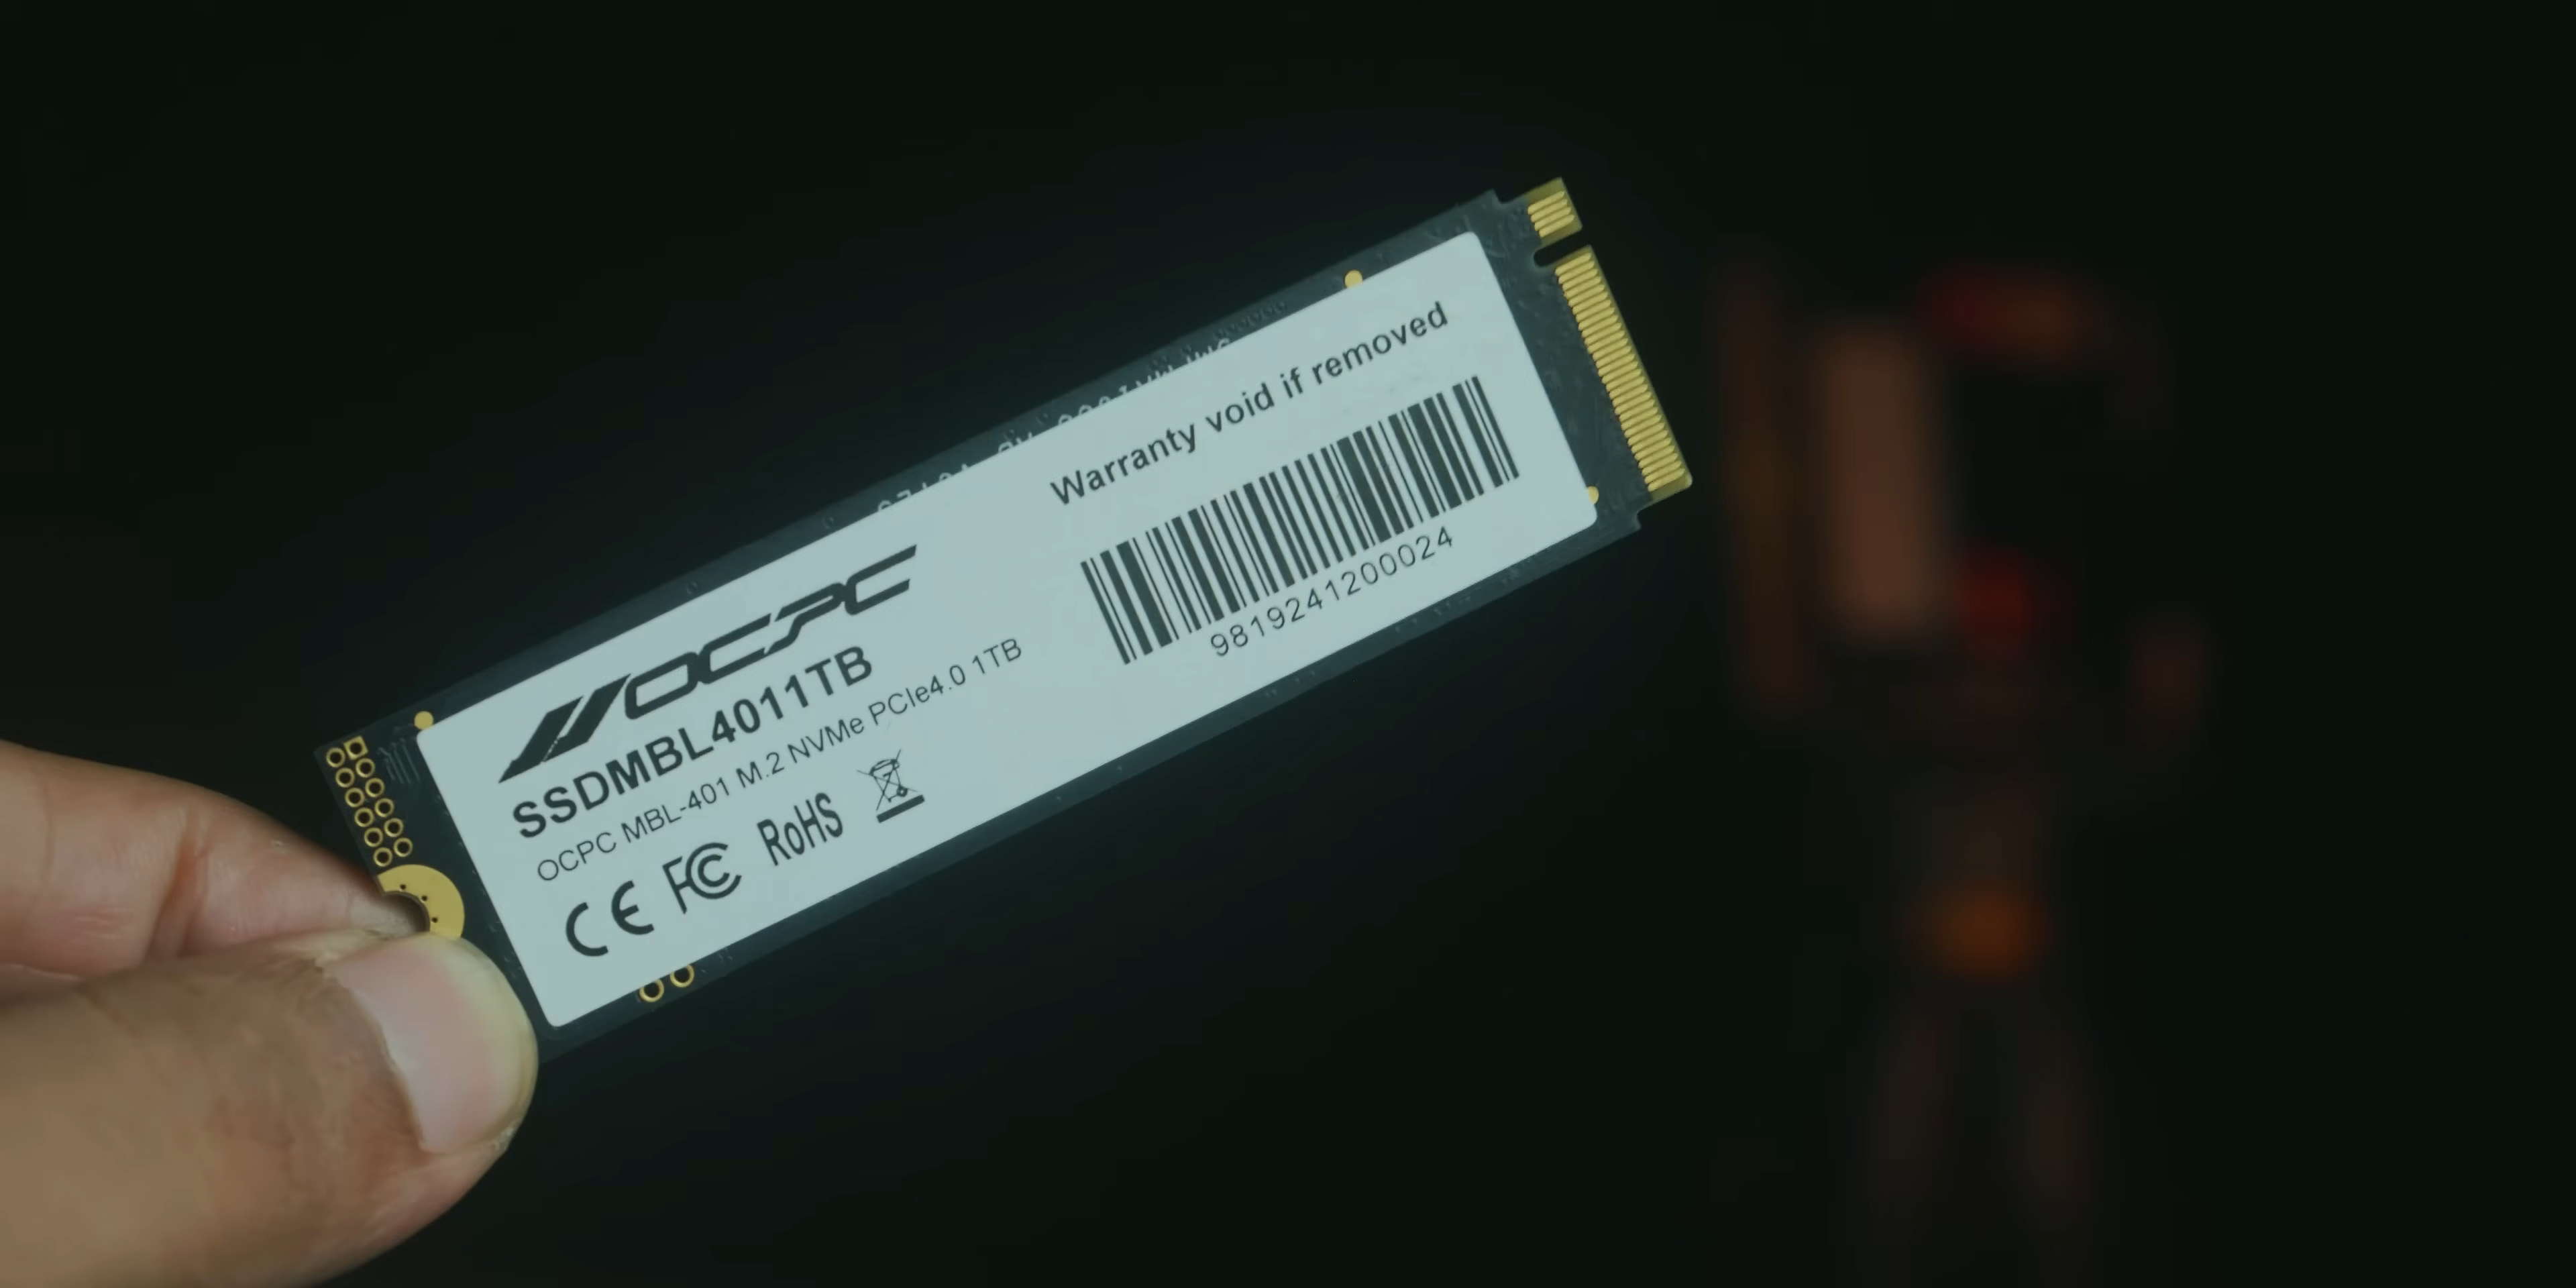 Warranty void if removed
9819241200024
OCPC
SSDMBL4011TB
OCPC MBL-401 M.2 NVMe PCIe4.0 1TB
CE FC RoHS